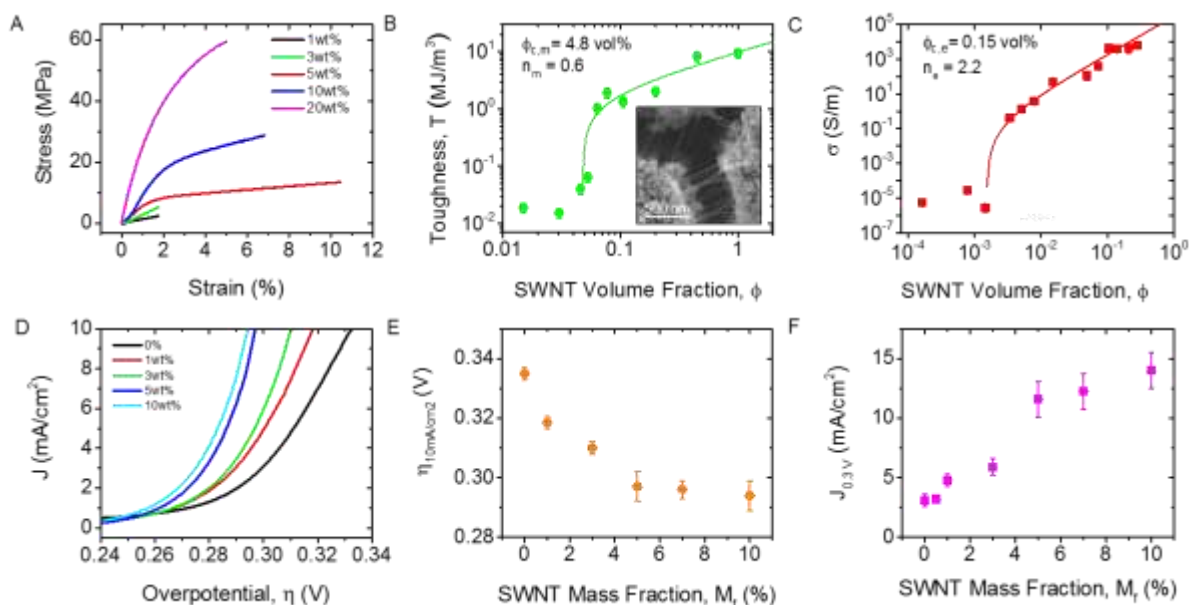 A
60
40
20
0
Stress (MPa)
0 2 4 6 8 10 12
Strain (%)
1wt%
3wt%
5wt%
10wt%
20wt%
B
10¹
10⁰
10⁻¹
10⁻²
Toughness, T (MJ/m³)
ϕc,m = 4.8 vol%
nm = 0.6
0.01 0.1 1
SWNT Volume Fraction, ϕ
C
10⁵
10³
10¹
10⁻¹
10⁻³
10⁻⁵
10⁻⁷
σ (S/m)
ϕc,e = 0.15 vol%
ne = 2.2
10⁻⁴ 10⁻³ 10⁻² 10⁻¹ 10⁰
SWNT Volume Fraction, ϕ
D
10
8
6
4
2
0
J (mA/cm²)
0%
1wt%
3wt%
5wt%
10wt%
0.24 0.26 0.28 0.30 0.32 0.34
Overpotential, η (V)
E
0.34
0.32
0.30
0.28
η10mA/cm2 (V)
0 2 4 6 8 10
SWNT Mass Fraction, Mf (%)
F
15
10
5
0
J0.3 V (mA/cm²)
0 2 4 6 8 10
SWNT Mass Fraction, Mf (%)